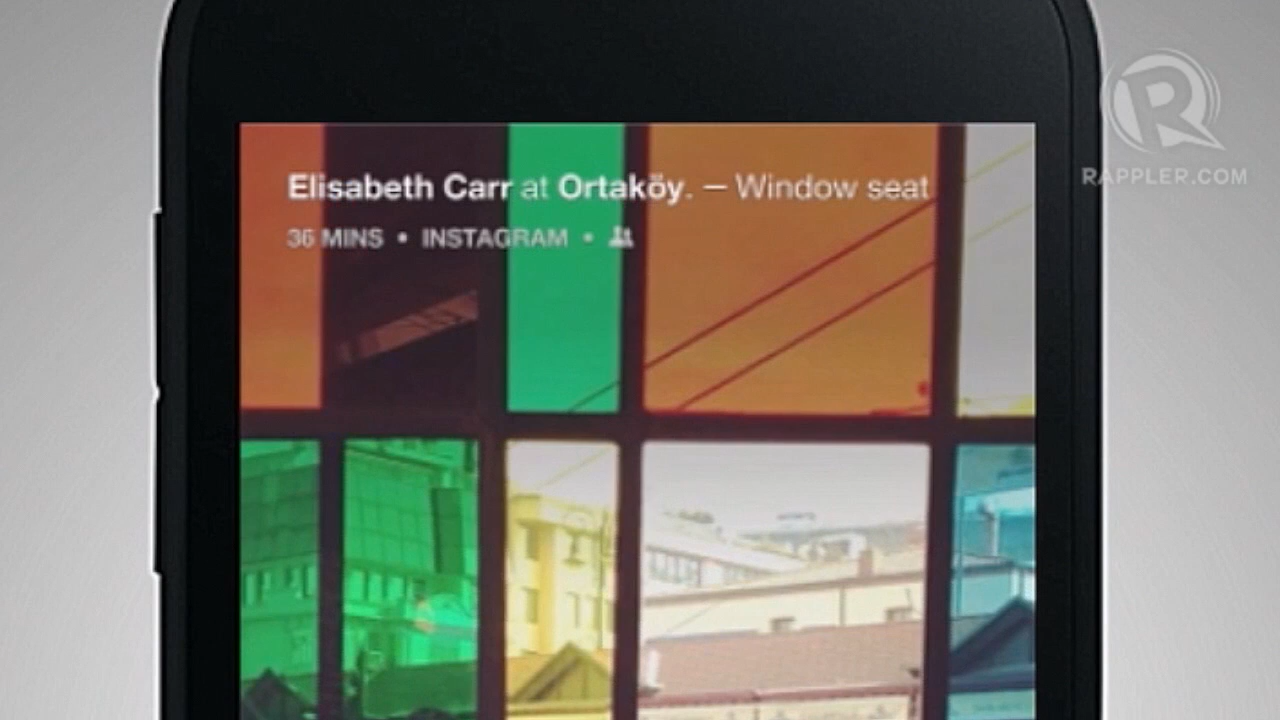 Elisabeth Carr at Ortaköy. – Window seat
36 MINS • INSTAGRAM •
R
RAPPLER.COM